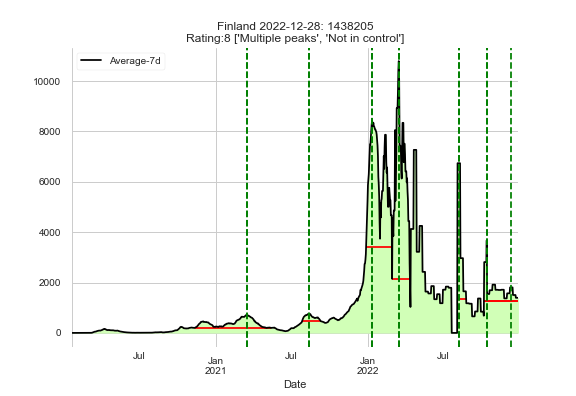 Finland 2022-12-28: 1438205
Rating:8 ['Multiple peaks', 'Not in control']
Average-7d
10000
8000
6000
4000
2000
0
Jul
Jan
2021
Jul
Jan
2022
Jul
Date